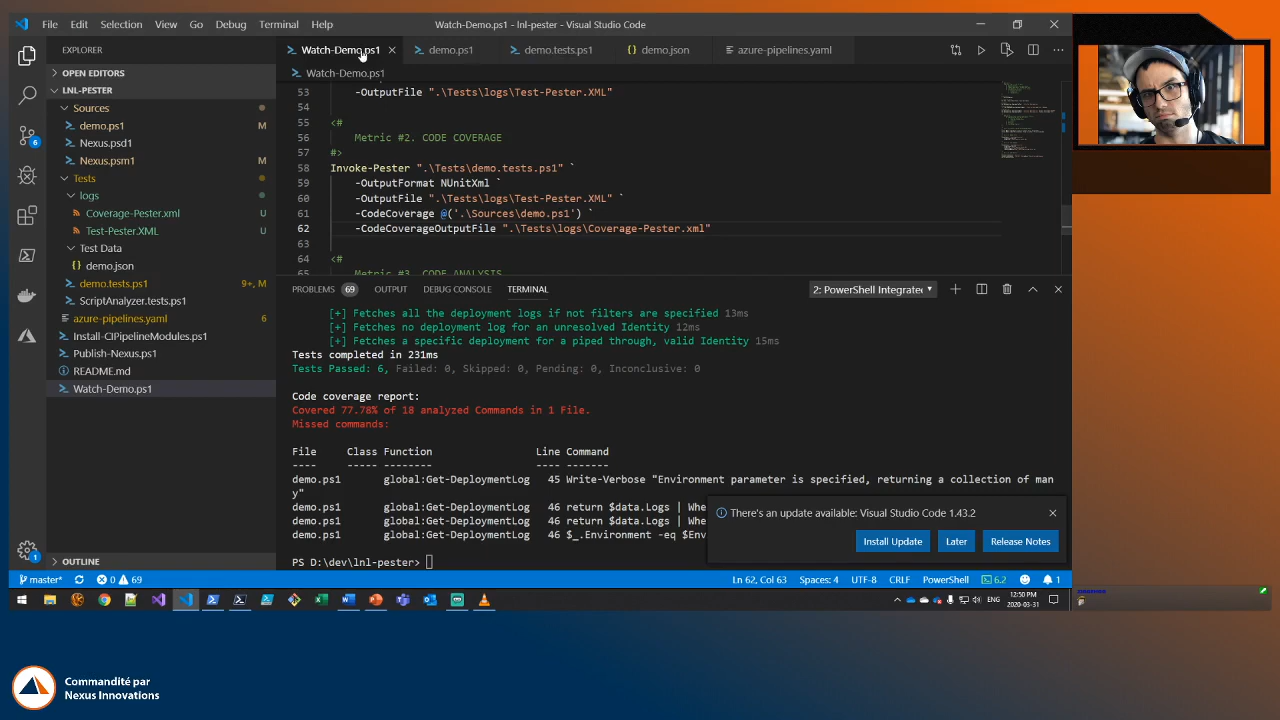 File Edit Selection View Go Debug Terminal Help
Watch-Demo.ps1 - lnl-pester - Visual Studio Code
EXPLORER
Watch-Demo.ps1
demo.ps1
demo.tests.ps1
demo.json
azure-pipelines.yaml
OPEN EDITORS
LNL-PESTER
Sources
demo.ps1 M
Nexus.psd1
Nexus.psm1 M
Tests
logs
Coverage-Pester.xml U
Test-Pester.XML U
Test Data
demo.json
demo.tests.ps1 9+, M
ScriptAnalyzer.tests.ps1
azure-pipelines.yaml 6
Install-CIPipelineModules.ps1
Publish-Nexus.ps1
README.md
Watch-Demo.ps1
OUTLINE
6
1
Watch-Demo.ps1
53 -OutputFile ".\Tests\logs\Test-Pester.XML"
54
55 <#
56 Metric #2. CODE COVERAGE
57 #>
58 Invoke-Pester ".\Tests\demo.tests.ps1" `
59 -OutputFormat NUnitXml `
60 -OutputFile ".\Tests\logs\Test-Pester.XML" `
61 -CodeCoverage @('.\Sources\demo.ps1') `
62 -CodeCoverageOutputFile ".\Tests\logs\Coverage-Pester.xml"
63
64 <#
65 Metric #3. CODE ANALYSIS
PROBLEMS 69 OUTPUT DEBUG CONSOLE TERMINAL 2: PowerShell Integrated
[+] Fetches all the deployment logs if not filters are specified 13ms
[+] Fetches no deployment log for an unresolved Identity 12ms
[+] Fetches a specific deployment for a piped through, valid Identity 15ms
Tests completed in 231ms
Tests Passed: 6, Failed: 0, Skipped: 0, Pending: 0, Inconclusive: 0
Code coverage report:
Covered 77.78% of 18 analyzed Commands in 1 File.
Missed commands:
File Class Function Line Command
---- ----- -------- ---- -------
demo.ps1 global:Get-DeploymentLog 45 Write-Verbose "Environment parameter is specified, returning a collection of man
y"
demo.ps1 global:Get-DeploymentLog 46 return $data.Logs | Whe
demo.ps1 global:Get-DeploymentLog 46 return $data.Logs | Whe
demo.ps1 global:Get-DeploymentLog 46 $_.Environment -eq $Env
PS D:\dev\lnl-pester>
There's an update available: Visual Studio Code 1.43.2
Install Update
Later
Release Notes
master* 0 69
Ln 62, Col 63 Spaces: 4 UTF-8 CRLF PowerShell 6.2 1
ENG
12:50 PM
2020-03-31
Commandité par
Nexus Innovations